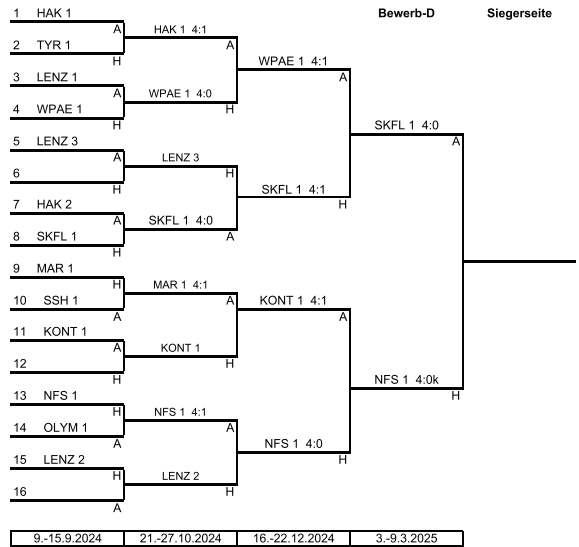 Bewerb-D Siegerseite
1 HAK 1
A
HAK 1 4:1
2 TYR 1
H
A
WPAE 1 4:1
3 LENZ 1
A
WPAE 1 4:0
A
4 WPAE 1
H
H
SKFL 1 4:0
5 LENZ 3
A
LENZ 3
A
6
H
H
SKFL 1 4:1
7 HAK 2
A
SKFL 1 4:0
H
8 SKFL 1
H
A
9 MAR 1
H
MAR 1 4:1
10 SSH 1
A
A
KONT 1 4:1
11 KONT 1
A
KONT 1
A
12
H
H
NFS 1 4:0k
13 NFS 1
H
NFS 1 4:1
H
14 OLYM 1
A
A
NFS 1 4:0
15 LENZ 2
H
LENZ 2
H
16
A
H
9.-15.9.2024 21.-27.10.2024 16.-22.12.2024 3.-9.3.2025